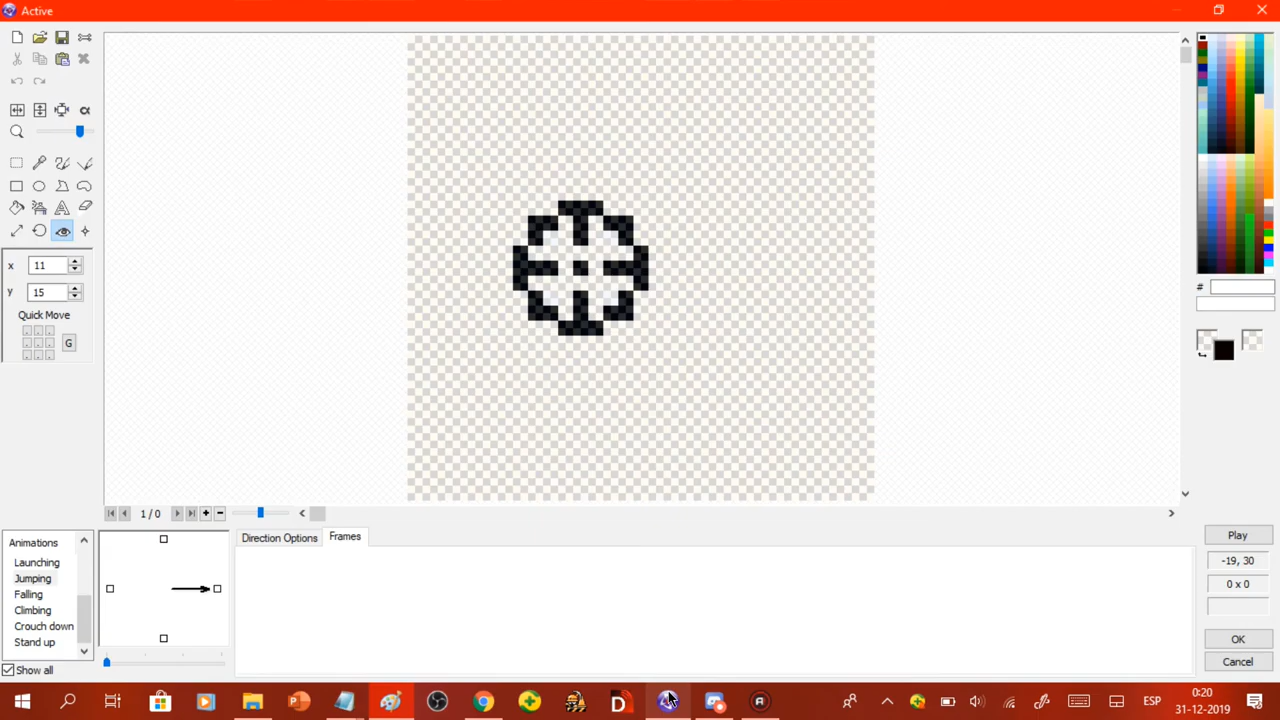 Active
x 11
y 15
Quick Move
G
#
1 / 0
Animations
Launching
Jumping
Falling
Climbing
Crouch down
Stand up
Show all
Direction Options
Frames
Play
-19, 30
0 x 0
OK
Cancel
ESP
0:20
31-12-2019